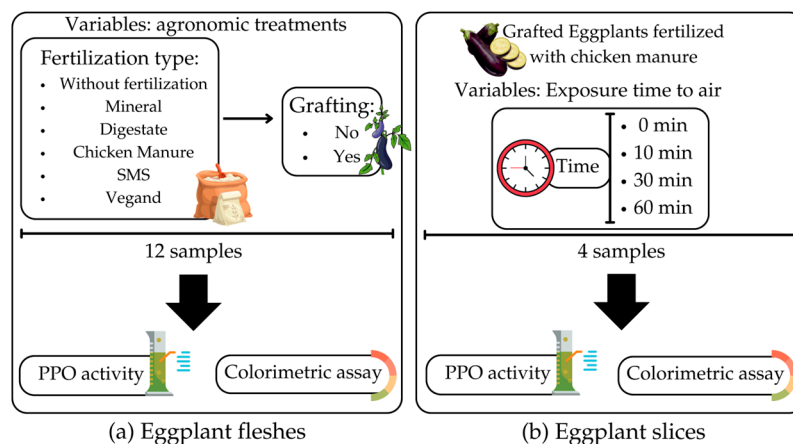 Variables: agronomic treatments
Fertilization type:
• Without fertilization
• Mineral
• Digestate
• Chicken Manure
• SMS
• Vegand
Grafting:
• No
• Yes
12 samples
PPO activity
Colorimetric assay
(a) Eggplant fleshes
Grafted Eggplants fertilized
with chicken manure
Variables: Exposure time to air
Time
• 0 min
• 10 min
• 30 min
• 60 min
4 samples
PPO activity
Colorimetric assay
(b) Eggplant slices